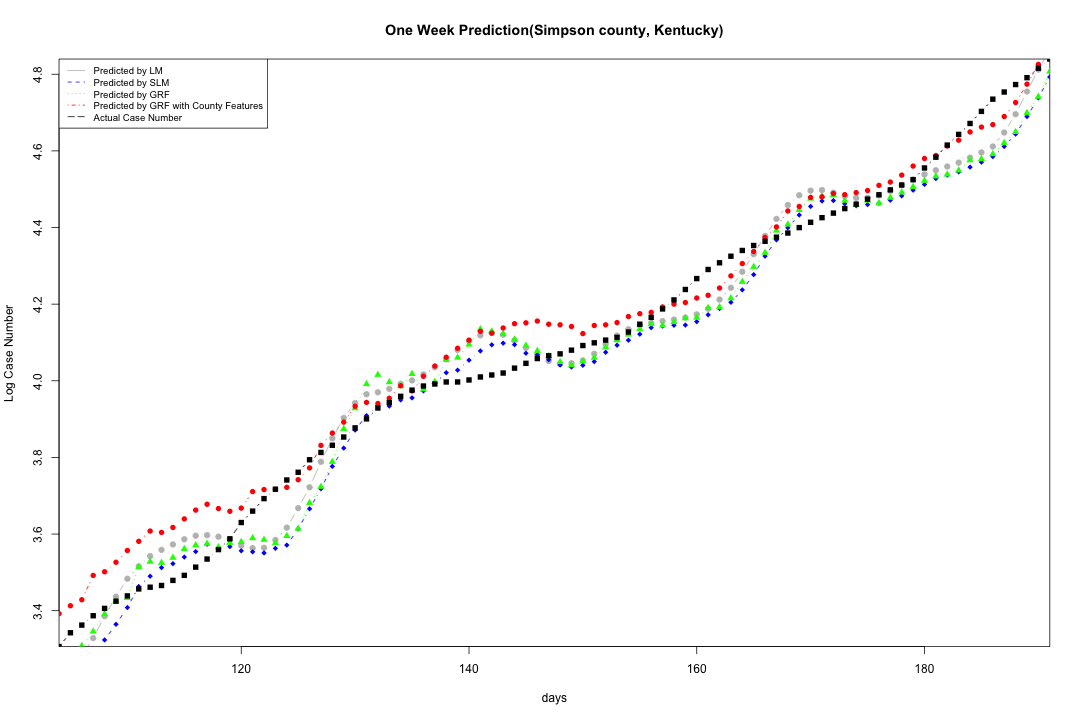 One Week Prediction(Simpson county, Kentucky)
Predicted by LM
Predicted by SLM
Predicted by GRF
Predicted by GRF with County Features
Actual Case Number
4.8
4.6
4.4
4.2
4.0
3.8
3.6
3.4
Log Case Number
120 140 160 180
days